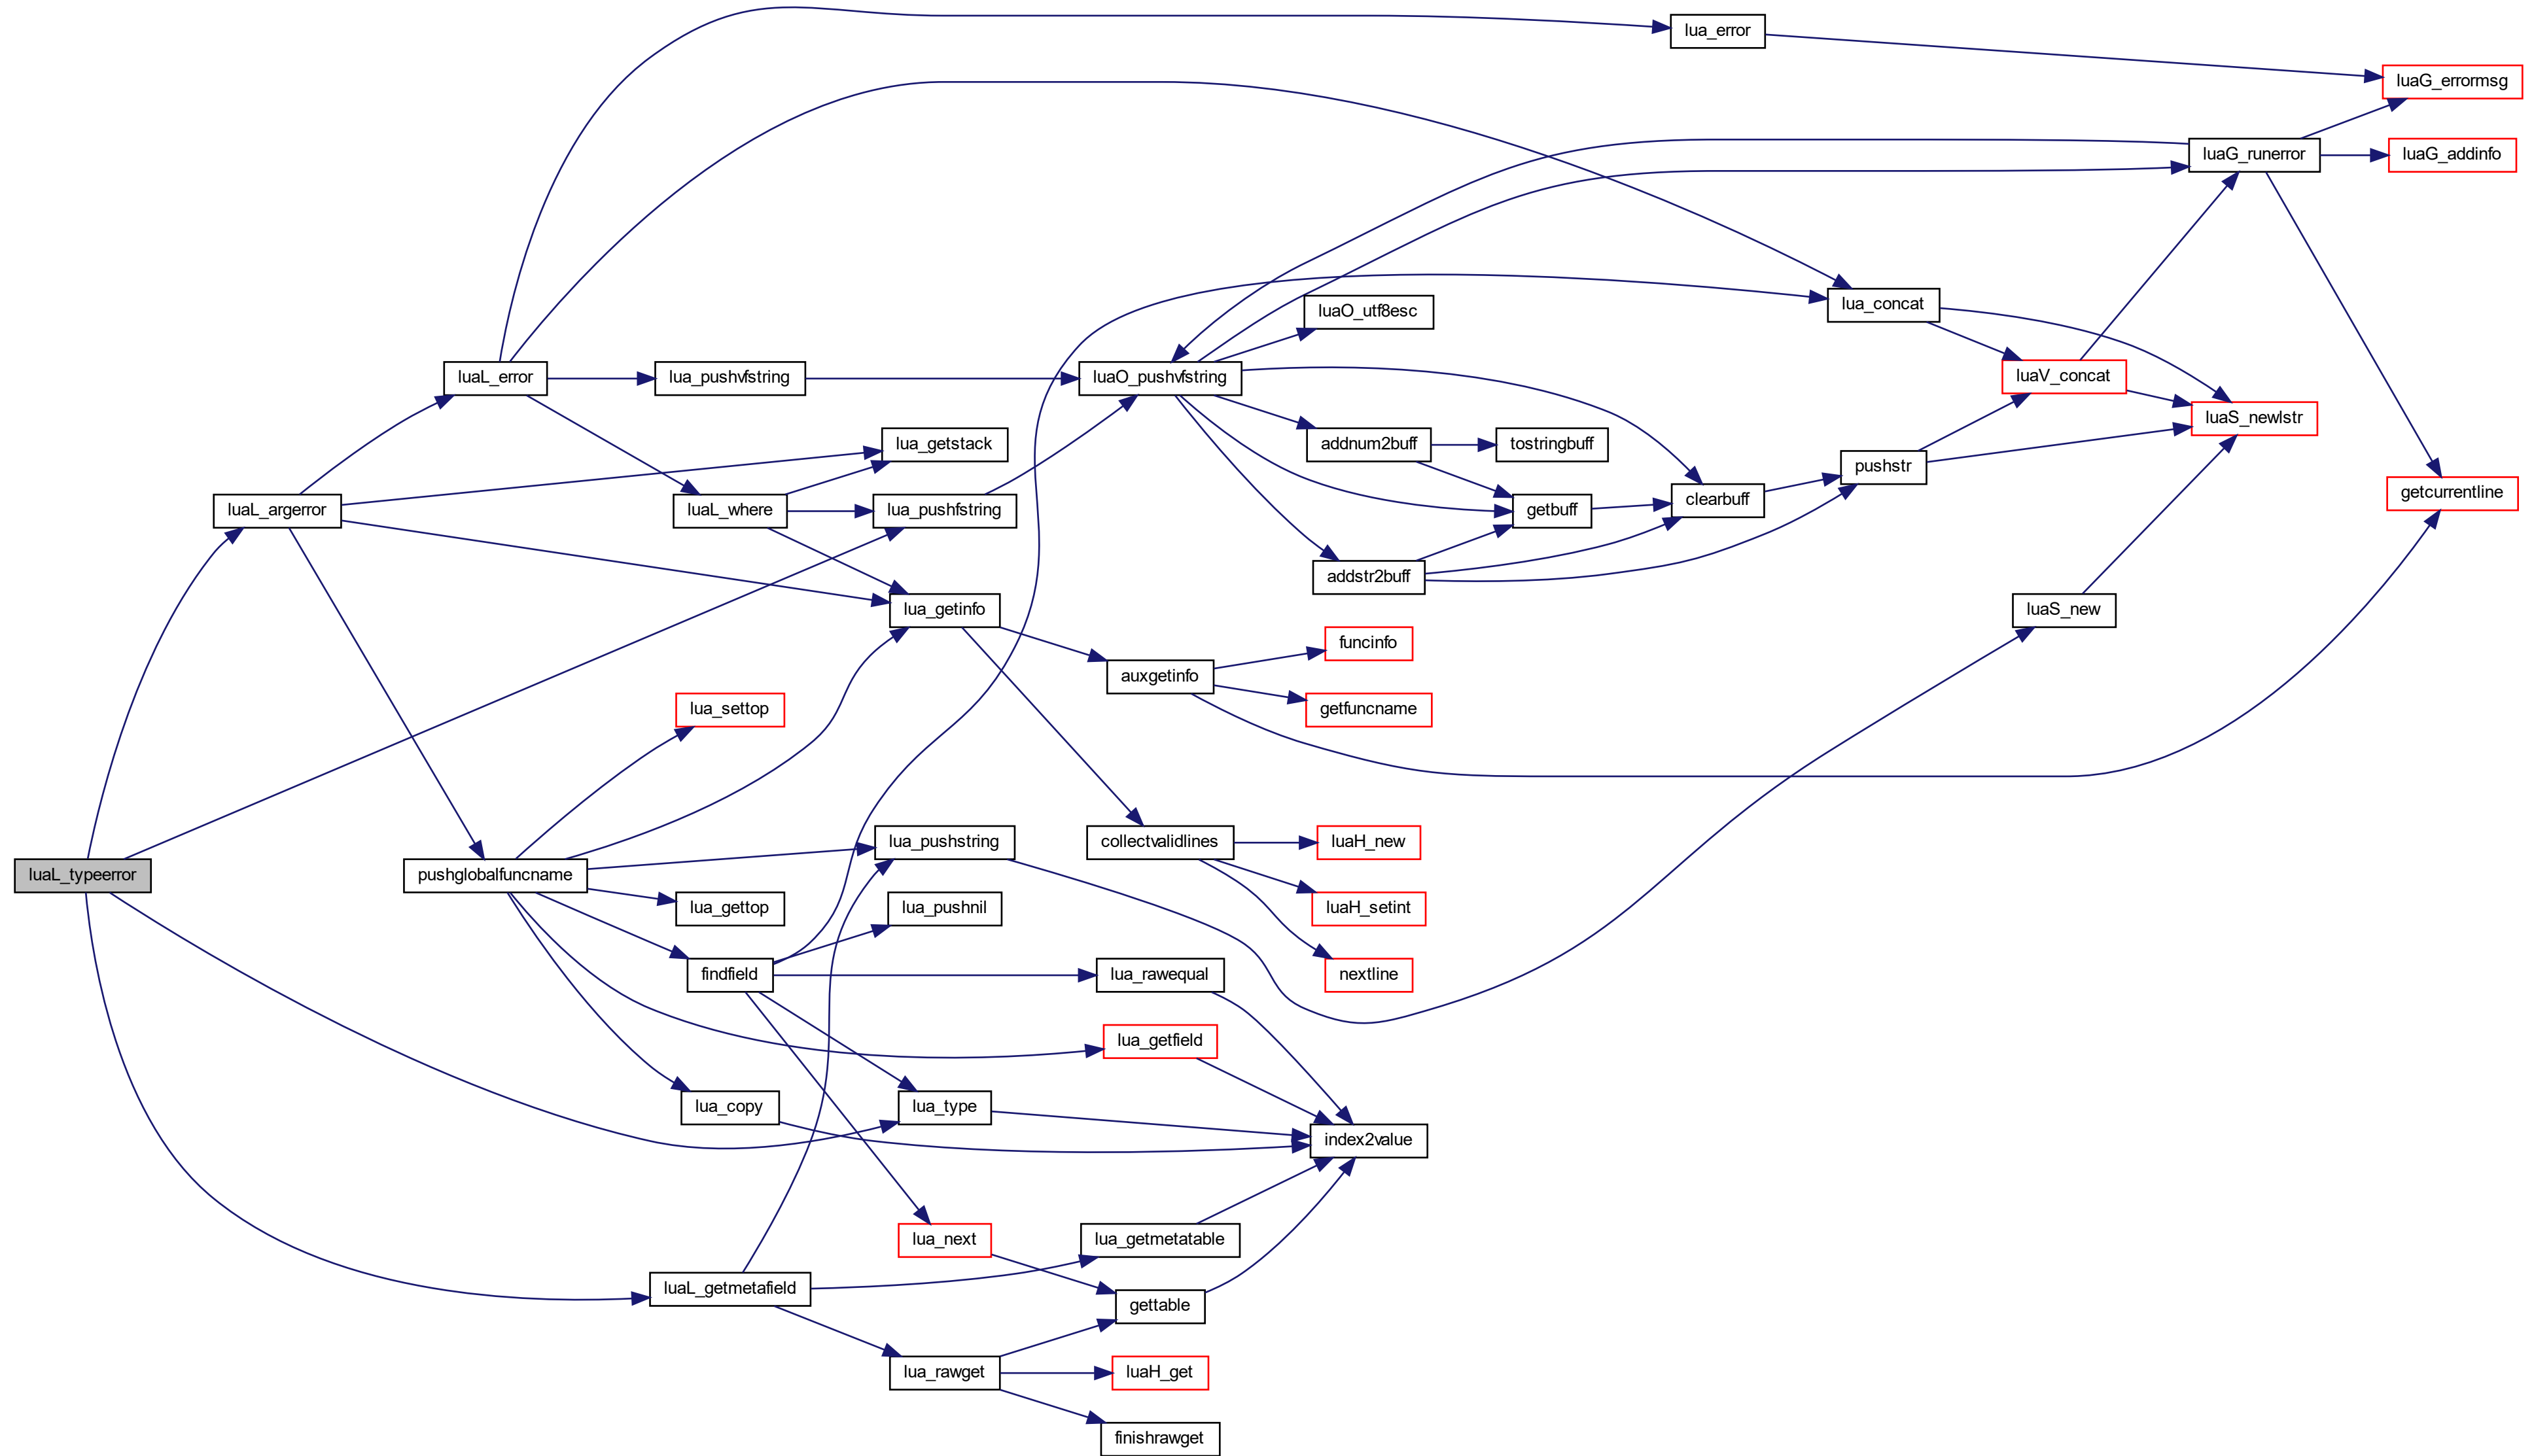 lua_error
luaG_errormsg
luaG_runerror
luaG_addinfo
lua_concat
luaO_utf8esc
luaL_error
lua_pushvfstring
luaO_pushvfstring
luaV_concat
luaS_newlstr
lua_getstack
addnum2buff
tostringbuff
pushstr
luaL_argerror
luaL_where
lua_pushfstring
getbuff
clearbuff
getcurrentline
addstr2buff
lua_getinfo
luaS_new
funcinfo
auxgetinfo
lua_settop
getfuncname
lua_pushstring
collectvalidlines
luaH_new
luaL_typeerror
pushglobalfuncname
lua_gettop
lua_pushnil
luaH_setint
findfield
lua_rawequal
nextline
lua_getfield
lua_copy
lua_type
index2value
lua_next
lua_getmetatable
luaL_getmetafield
gettable
lua_rawget
luaH_get
finishrawget